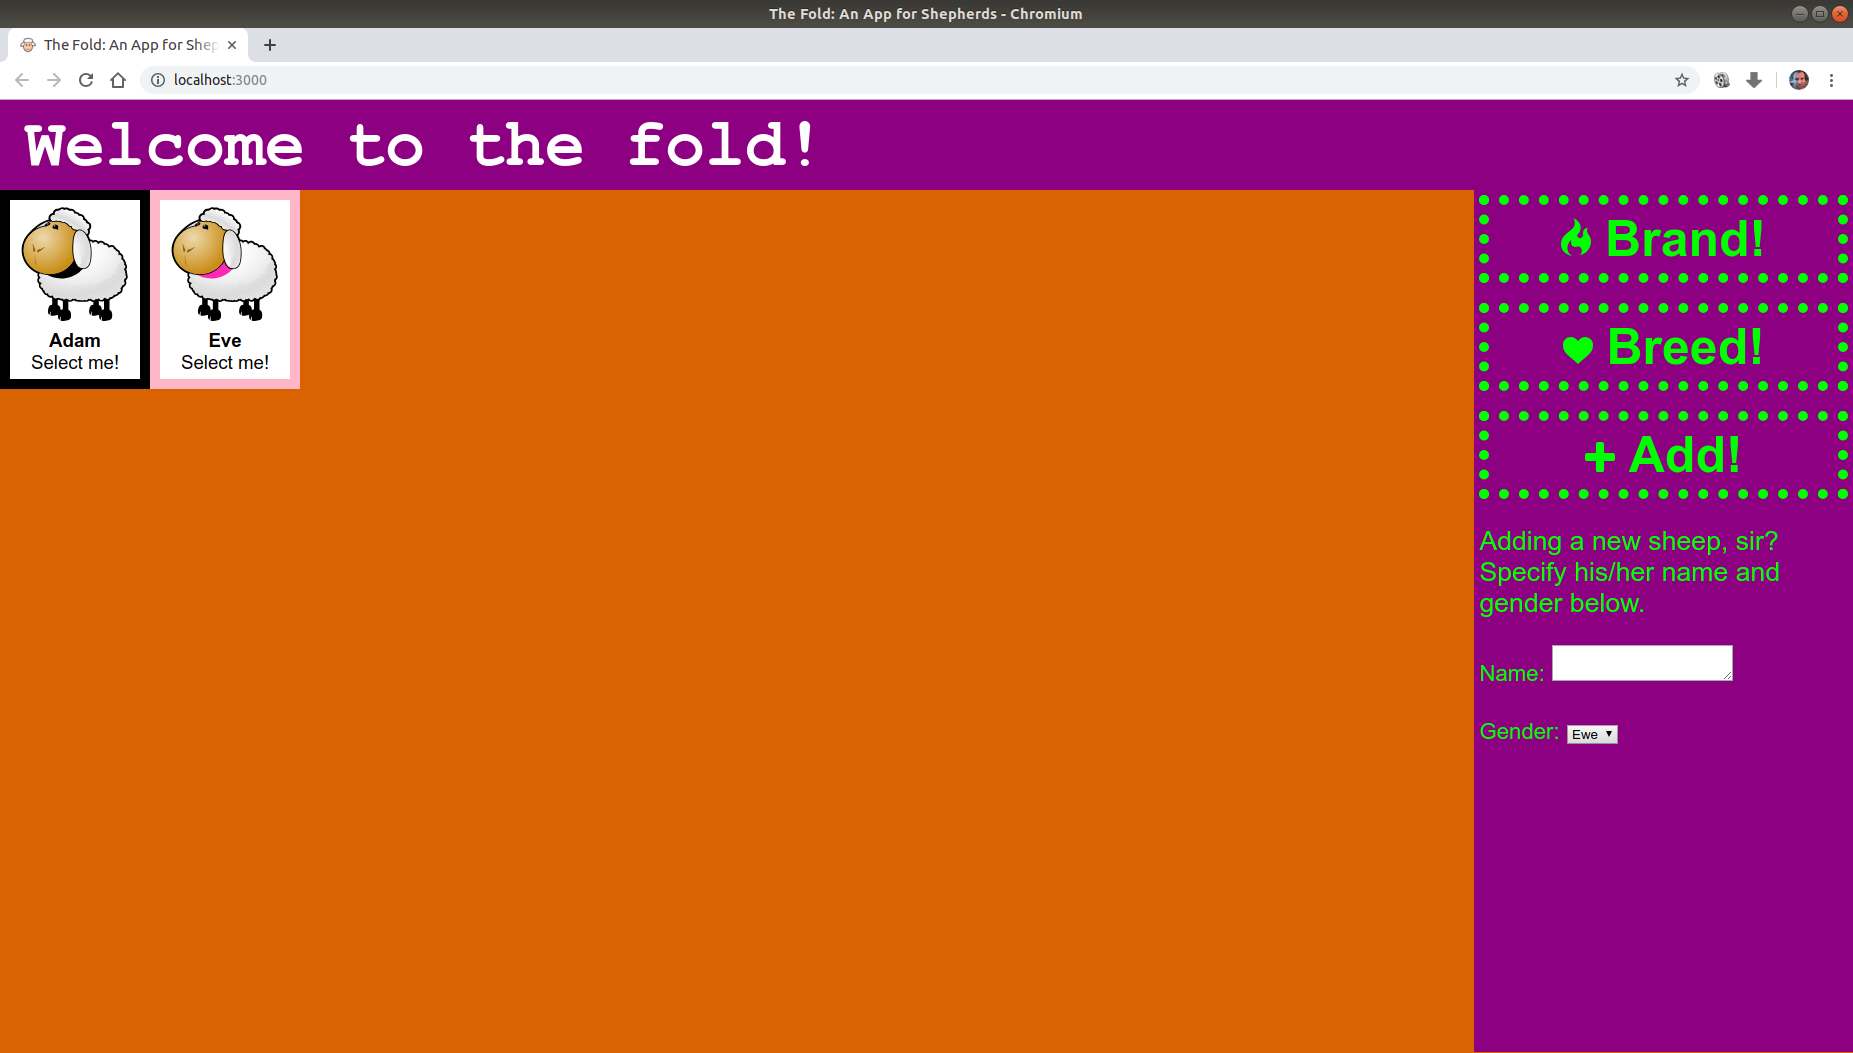 The Fold: An App for Shepherds - Chromium
The Fold: An App for Shep
localhost:3000
Welcome to the fold!
Adam
Select me!
Eve
Select me!
Brand!
Breed!
Add!
Adding a new sheep, sir?
Specify his/her name and
gender below.
Name:
Gender: Ewe